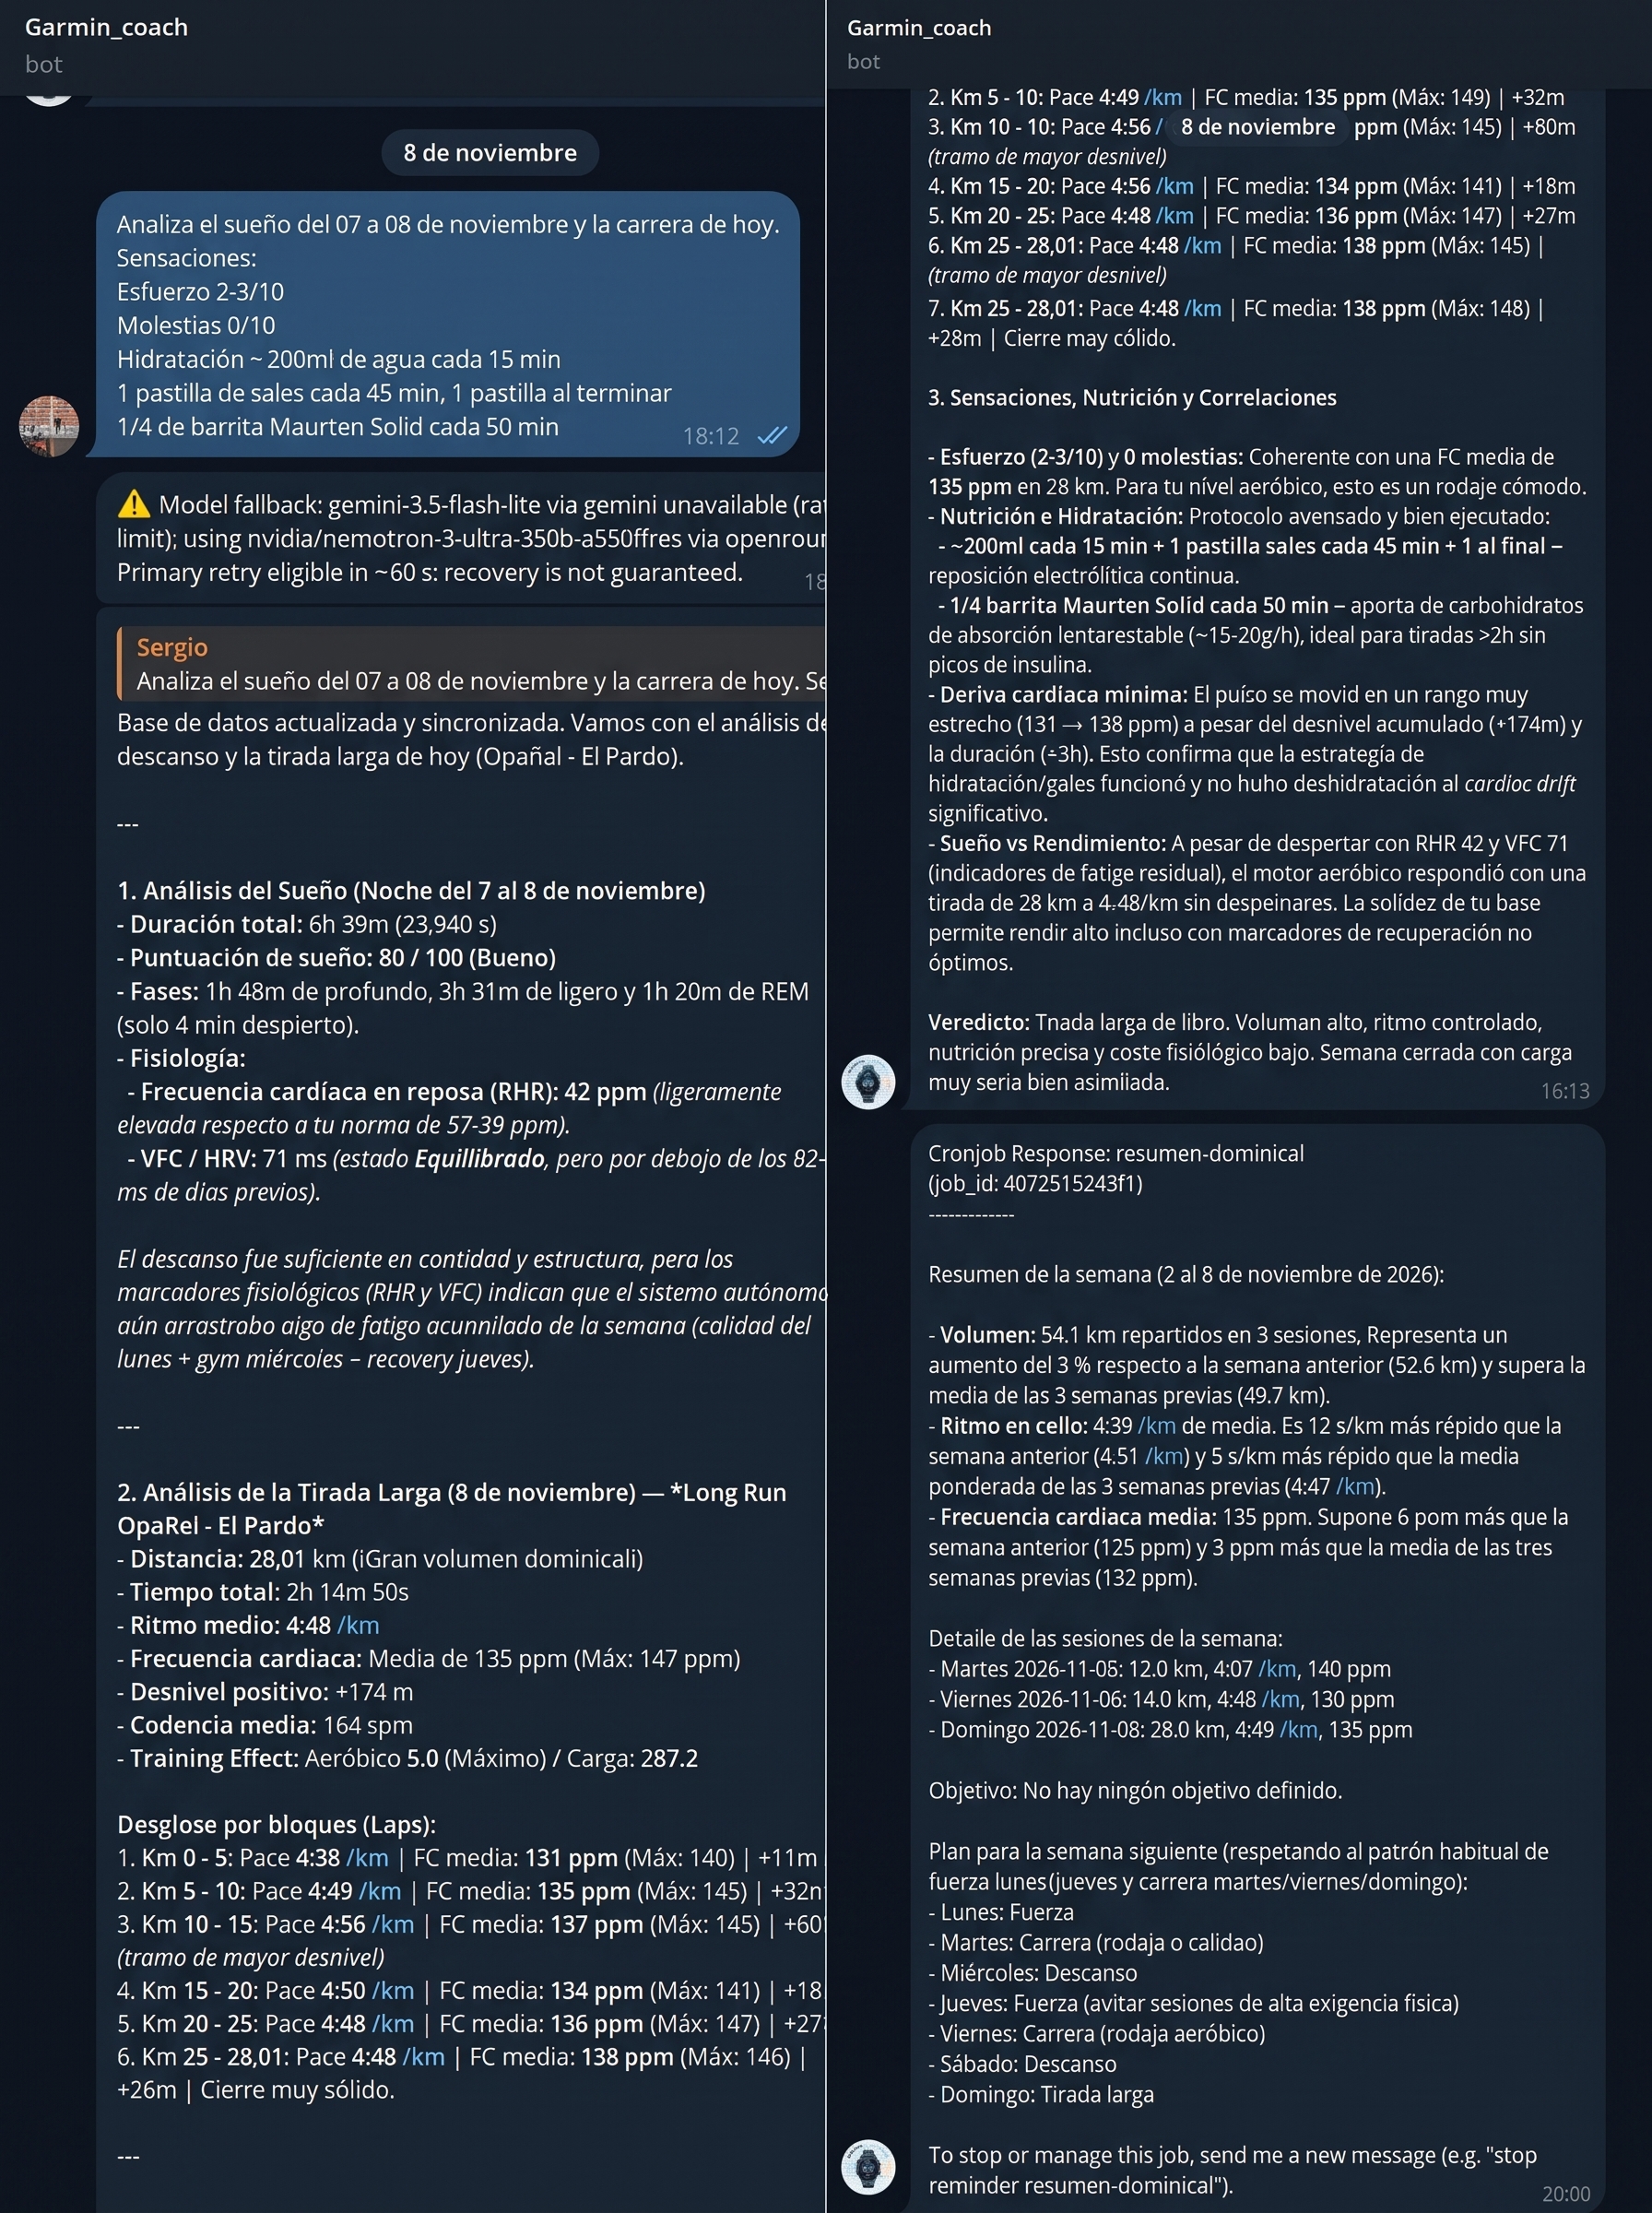 Garmin_coach
bot
8 de noviembre
Analiza el sueño del 07 a 08 de noviembre y la carrera de hoy.
Sensaciones:
Esfuerzo 2-3/10
Molestias 0/10
Hidratación ~ 200ml de agua cada 15 min
1 pastilla de sales cada 45 min, 1 pastilla al terminar
1/4 de barrita Maurten Solid cada 50 min
18:12
⚠️ Model fallback: gemini-3.5-flash-lite via gemini unavailable (rat
limit); using nvidia/nemotron-3-ultra-350b-a550ffres via openrour
Primary retry eligible in ~60 s: recovery is not guaranteed.
18
Sergio
Analiza el sueño del 07 a 08 de noviembre y la carrera de hoy. Se
Base de datos actualizada y sincronizada. Vamos con el análisis de
descanso y la tirada larga de hoy (Opañal - El Pardo).
---
1. Análisis del Sueño (Noche del 7 al 8 de noviembre)
- Duración total: 6h 39m (23,940 s)
- Puntuación de sueño: 80 / 100 (Bueno)
- Fases: 1h 48m de profundo, 3h 31m de ligero y 1h 20m de REM
(solo 4 min despierto).
- Fisiología:
- Frecuencia cardíaca en reposo (RHR): 42 ppm (ligeramente
elevada respecto a tu norma de 57-39 ppm).
- VFC / HRV: 71 ms (estado Equillibrado, pero por debojo de los 82-
ms de dias previos).
El descanso fue suficiente en contidad y estructura, pera los
marcadores fisiológicos (RHR y VFC) indican que el sistemo autónomo
aún arrastrabo aigo de fatigo acunnilado de la semana (calidad del
lunes + gym miércoies – recovery jueves).
---
2. Análisis de la Tirada Larga (8 de noviembre) — *Long Run
OpaRel - El Pardo*
- Distancia: 28,01 km (iGran volumen dominicali)
- Tiempo total: 2h 14m 50s
- Ritmo medio: 4:48 /km
- Frecuencia cardiaca: Media de 135 ppm (Máx: 147 ppm)
- Desnivel positivo: +174 m
- Codencia media: 164 spm
- Training Effect: Aeróbico 5.0 (Máximo) / Carga: 287.2
Desglose por bloques (Laps):
1. Km 0 - 5: Pace 4:38 /km | FC media: 131 ppm (Máx: 140) | +11m
2. Km 5 - 10: Pace 4:49 /km | FC media: 135 ppm (Máx: 145) | +32m
3. Km 10 - 15: Pace 4:56 /km | FC media: 137 ppm (Máx: 145) | +60
(tramo de mayor desnivel)
4. Km 15 - 20: Pace 4:50 /km | FC media: 134 ppm (Máx: 141) | +18
5. Km 20 - 25: Pace 4:48 /km | FC media: 136 ppm (Máx: 147) | +27
6. Km 25 - 28,01: Pace 4:48 /km | FC media: 138 ppm (Máx: 146) |
+26m | Cierre muy sólido.
---
Garmin_coach
bot
2. Km 5 - 10: Pace 4:49 /km | FC media: 135 ppm (Máx: 149) | +32m
3. Km 10 - 10: Pace 4:56 / 8 de noviembre ppm (Máx: 145) | +80m
(tramo de mayor desnivel)
4. Km 15 - 20: Pace 4:56 /km | FC media: 134 ppm (Máx: 141) | +18m
5. Km 20 - 25: Pace 4:48 /km | FC media: 136 ppm (Máx: 147) | +27m
6. Km 25 - 28,01: Pace 4:48 /km | FC media: 138 ppm (Máx: 145) |
(tramo de mayor desnivel)
7. Km 25 - 28,01: Pace 4:48 /km | FC media: 138 ppm (Máx: 148) |
+28m | Cierre may cólido.
3. Sensaciones, Nutrición y Correlaciones
- Esfuerzo (2-3/10) y 0 molestias: Coherente con una FC media de
135 ppm en 28 km. Para tu nível aeróbico, esto es un rodaje cómodo.
- Nutrición e Hidratación: Protocolo avensado y bien ejecutado:
- ~200ml cada 15 min + 1 pastilla sales cada 45 min + 1 al final –
reposición electrólítica continua.
- 1/4 barrita Maurten Solíd cada 50 min – aporta de carbohidratos
de absorción lentarestable (~15-20g/h), ideal para tiradas >2h sin
picos de insulina.
- Deriva cardíaca mínima: El puíso se movid en un rango muy
estrecho (131 → 138 ppm) a pesar del desnivel acumulado (+174m) y
la duración (÷3h). Esto confirma que la estrategía de
hidratación/gales funcionó y no huho deshidratación al cardioc drift
significativo.
- Sueño vs Rendimiento: A pesar de despertar con RHR 42 y VFC 71
(indicadores de fatige residual), el motor aeróbico respondió con una
tirada de 28 km a 4:48/km sin despeinares. La solídez de tu base
permite rendir alto incluso con marcadores de recuperación no
óptimos.
Veredicto: Tnada larga de libro. Voluman alto, ritmo controlado,
nutrición precisa y coste fisiólógico bajo. Semana cerrada con carga
muy seria bien asimiiada.
16:13
Cronjob Response: resumen-dominical
(job_id: 4072515243f1)
-------------
Resumen de la semana (2 al 8 de noviembre de 2026):
- Volumen: 54.1 km repartidos en 3 sesiones, Representa un
aumento del 3 % respecto a la semana anterior (52.6 km) y supera la
media de las 3 semanas previas (49.7 km).
- Ritmo en cello: 4:39 /km de media. Es 12 s/km más répido que la
semana anterior (4.51 /km) y 5 s/km más répido que la media
ponderada de las 3 semanas previas (4:47 /km).
- Frecuencia cardiaca media: 135 ppm. Supone 6 pom más que la
semana anterior (125 ppm) y 3 ppm más que la media de las tres
semanas previas (132 ppm).
Detaile de las sesiones de la semana:
- Martes 2026-11-05: 12.0 km, 4:07 /km, 140 ppm
- Viernes 2026-11-06: 14.0 km, 4:48 /km, 130 ppm
- Domingo 2026-11-08: 28.0 km, 4:49 /km, 135 ppm
Objetivo: No hay ningún objetivo definido.
Plan para la semana siguiente (respetando al patrón habitual de
fuerza lunes(jueves y carrera martes/viernes/domingo):
- Lunes: Fuerza
- Martes: Carrera (rodaja o calidao)
- Miércoles: Descanso
- Jueves: Fuerza (avitar sesiones de alta exigencia fisica)
- Viernes: Carrera (rodaja aeróbico)
- Sábado: Descanso
- Domingo: Tirada larga
To stop or manage this job, send me a new message (e.g. "stop
reminder resumen-dominical").
20:00